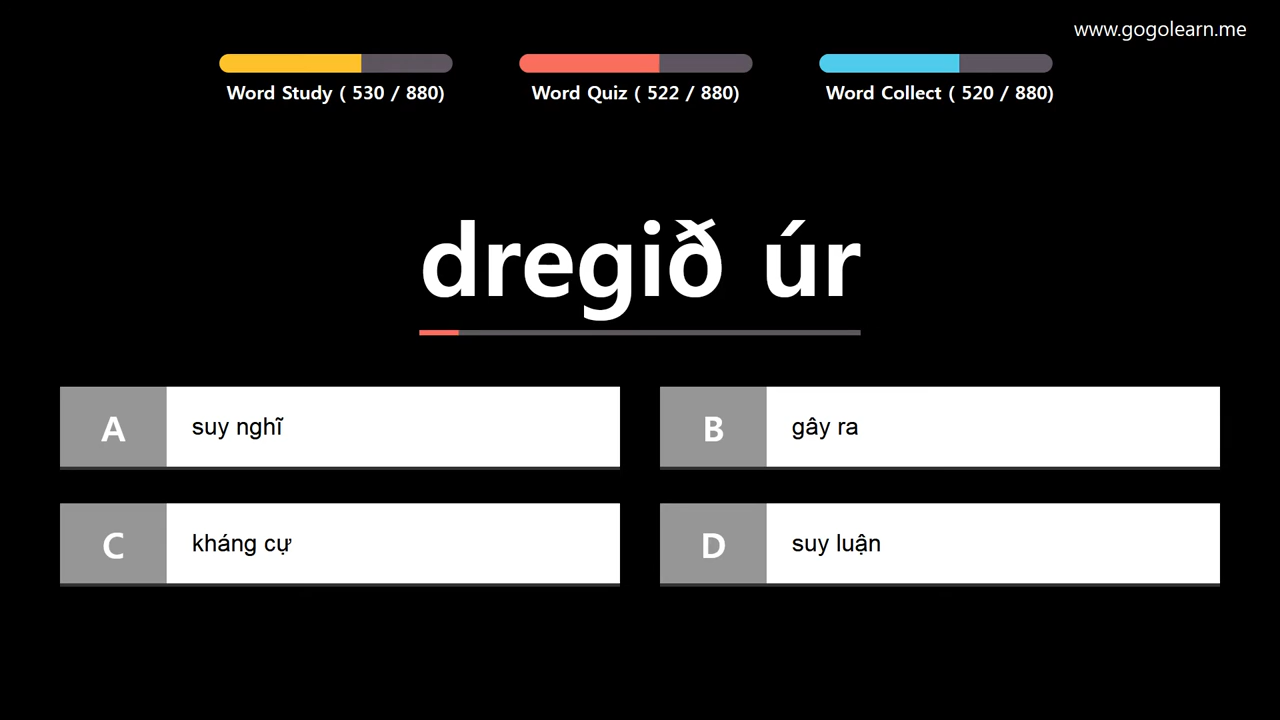 www.gogolearn.me
Word Study ( 530 / 880)
Word Quiz ( 522 / 880)
Word Collect ( 520 / 880)
dregið úr
A suy nghĩ
B gây ra
C kháng cự
D suy luận